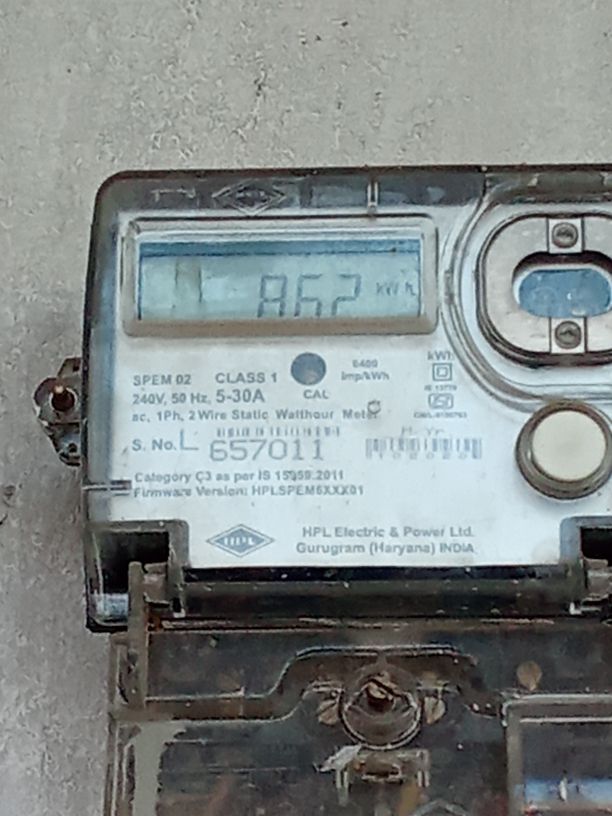 862 kWh
SPEM 02 CLASS 1
240V, 50 Hz, 5-30A
ac, 1Ph, 2 Wire Static Watthour Meter
CAL
6400
imp/kWh
kWh
S. No. L 657011
Category C3 as per IS 15959:2011
Firmware Version: HPLSPEM6XXX01
HPL
HPL Electric & Power Ltd.
Gurugram (Haryana) INDIA